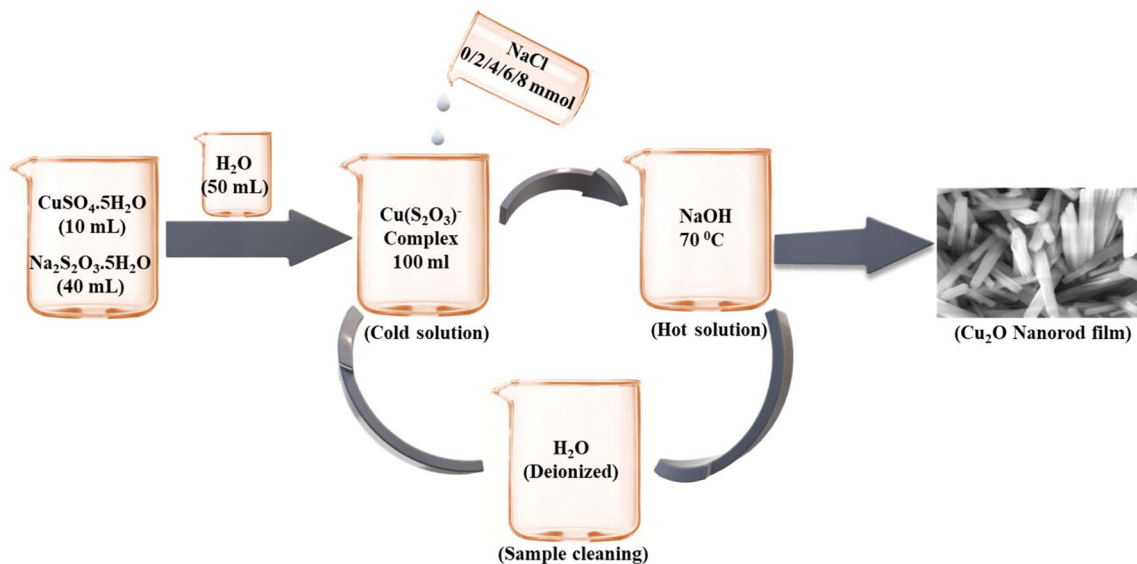 NaCl
0/2/4/6/8 mmol
H₂O
(50 mL)
CuSO₄.5H₂O
(10 mL)
Na₂S₂O₃.5H₂O
(40 mL)
Cu(S₂O₃)⁻
Complex
100 ml
(Cold solution)
NaOH
70 ⁰C
(Hot solution)
(Cu₂O Nanorod film)
H₂O
(Deionized)
(Sample cleaning)